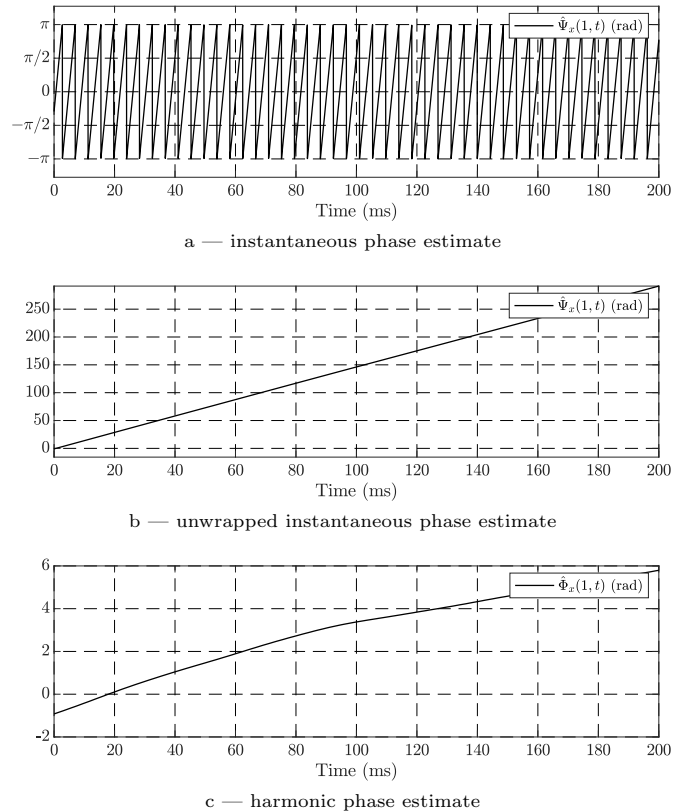 π
π/2
0
−π/2
−π
Ψ̂ₓ(1, t) (rad)
0 20 40 60 80 100 120 140 160 180 200
Time (ms)
a — instantaneous phase estimate
250
200
150
100
50
0
Ψ̂ₓ(1, t) (rad)
0 20 40 60 80 100 120 140 160 180 200
Time (ms)
b — unwrapped instantaneous phase estimate
6
4
2
0
-2
Φ̂ₓ(1, t) (rad)
0 20 40 60 80 100 120 140 160 180 200
Time (ms)
c — harmonic phase estimate